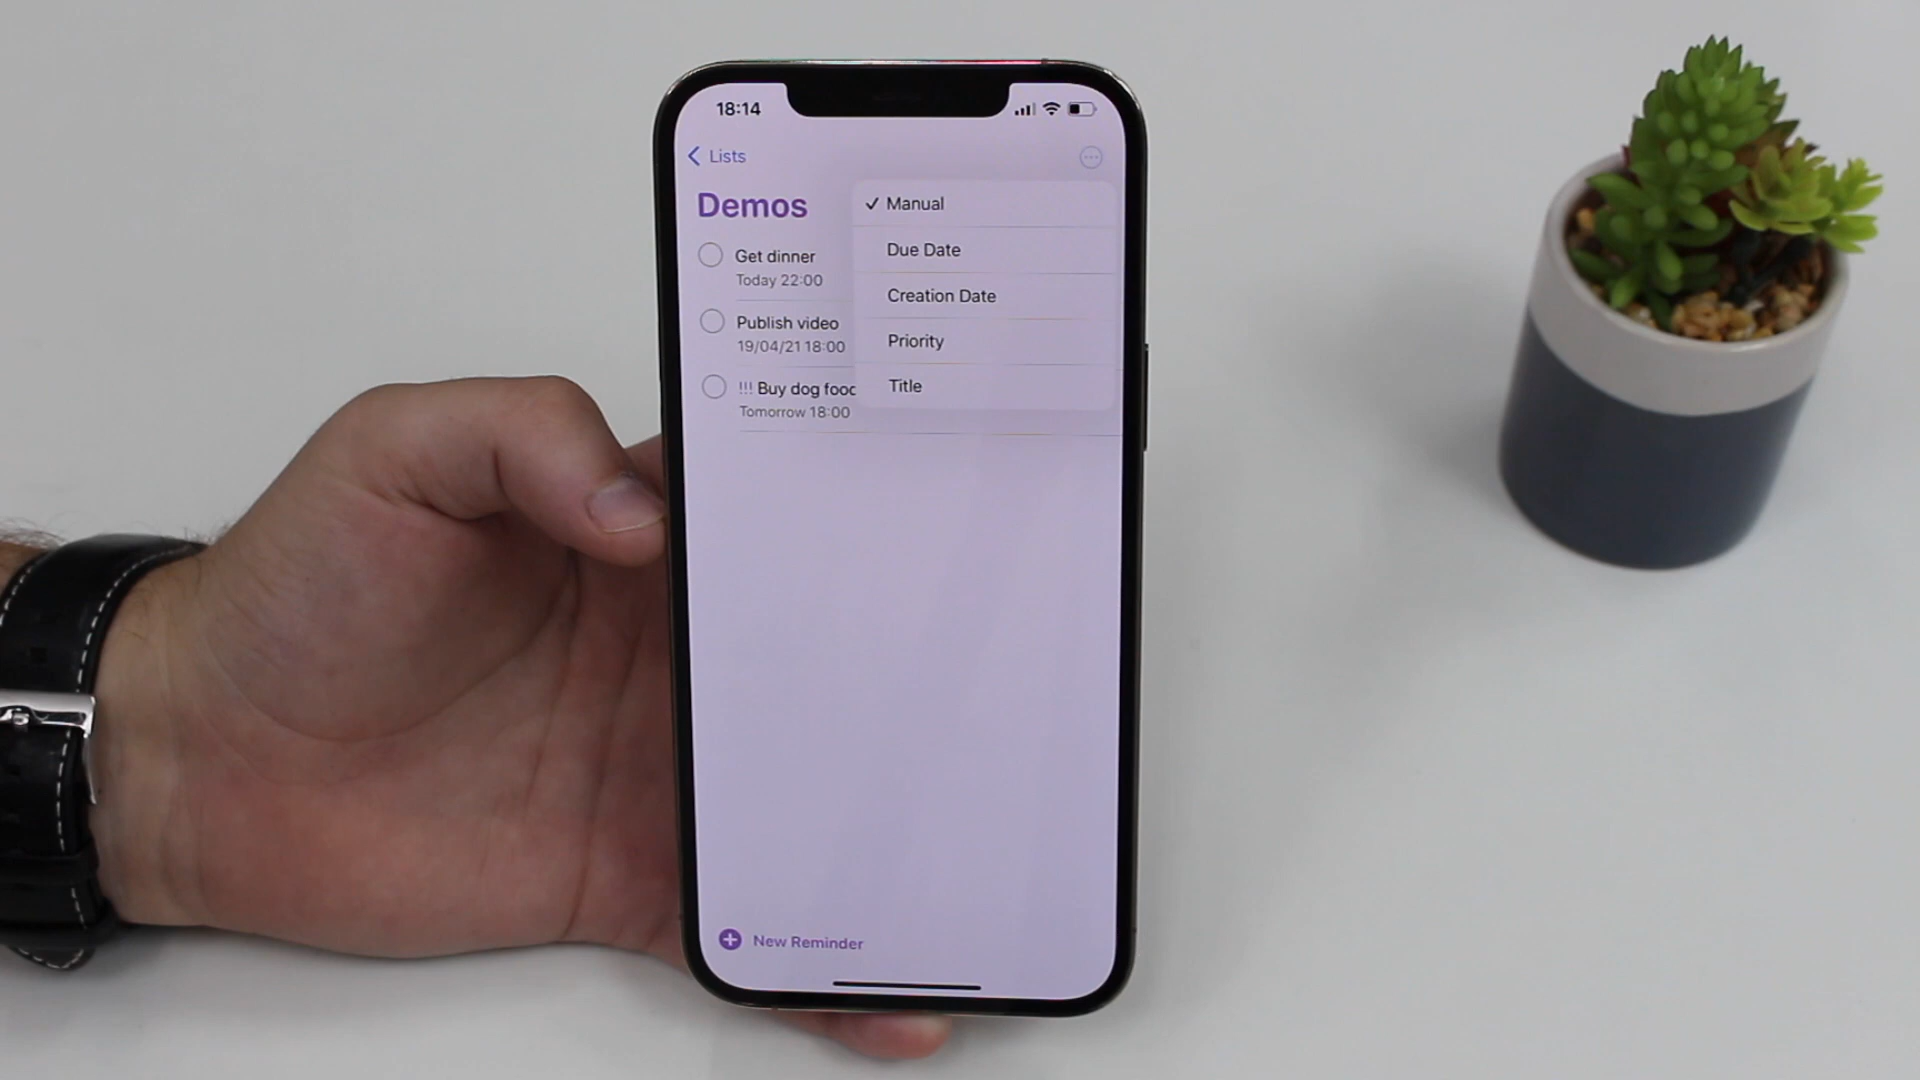 18:14
Lists
Demos
Get dinner
Today 22:00
Publish video
19/04/21 18:00
!!! Buy dog food
Tomorrow 18:00
✓ Manual
Due Date
Creation Date
Priority
Title
New Reminder